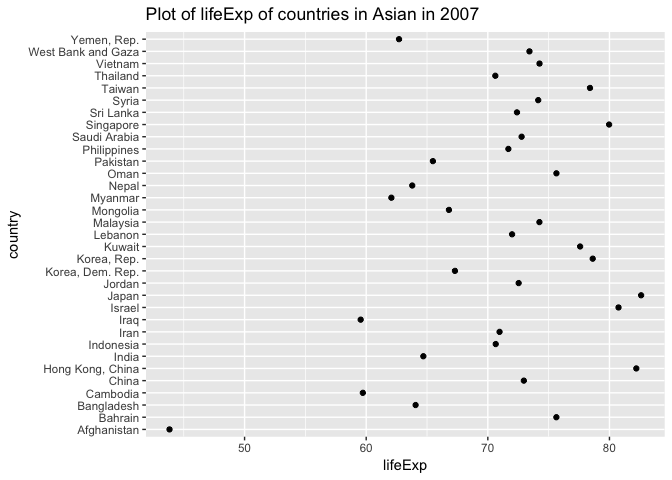 Plot of lifeExp of countries in Asian in 2007
Yemen, Rep.
West Bank and Gaza
Vietnam
Thailand
Taiwan
Syria
Sri Lanka
Singapore
Saudi Arabia
Philippines
Pakistan
Oman
Nepal
Myanmar
Mongolia
Malaysia
Lebanon
Kuwait
Korea, Rep.
Korea, Dem. Rep.
Jordan
Japan
Israel
Iraq
Iran
Indonesia
India
Hong Kong, China
China
Cambodia
Bangladesh
Bahrain
Afghanistan
country
50 60 70 80
lifeExp